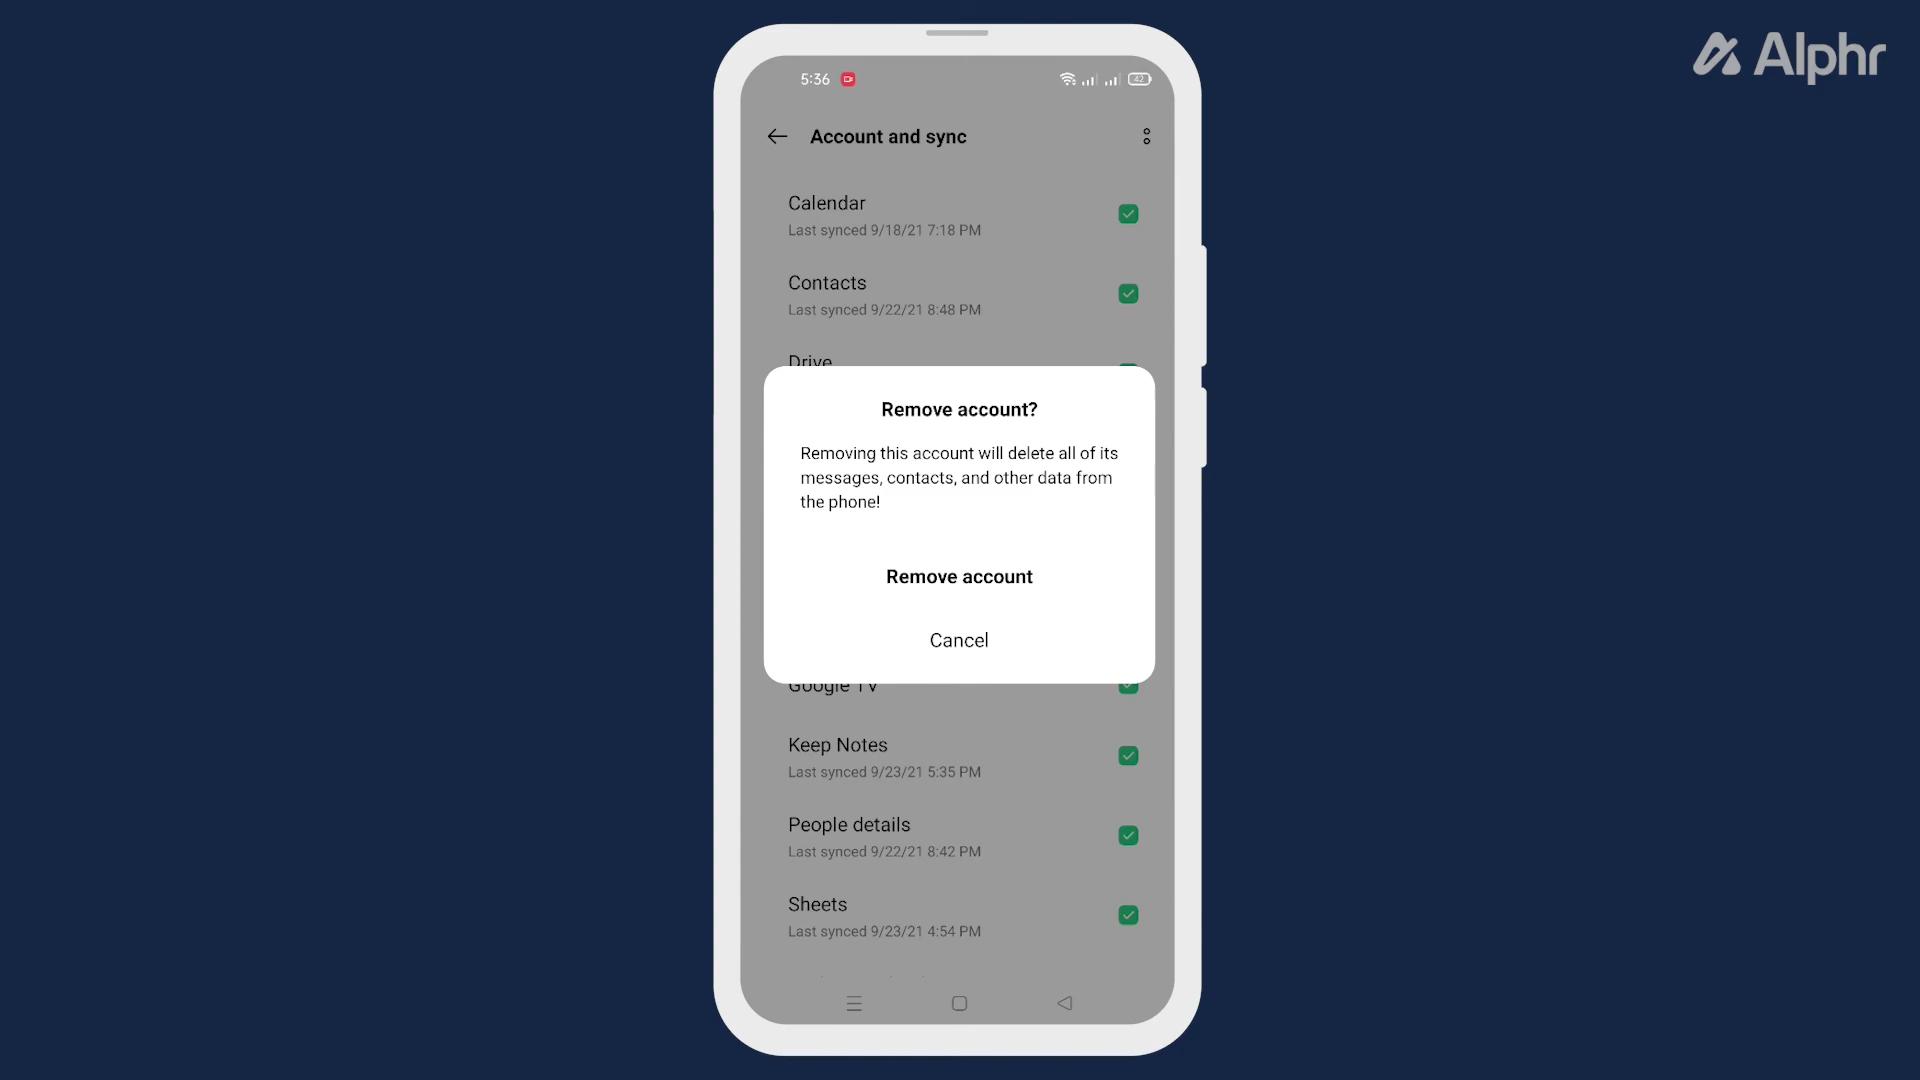 Alphr
5:36
42
Account and sync
Calendar
Last synced 9/18/21 7:18 PM
Contacts
Last synced 9/22/21 8:48 PM
Drive
Remove account?
Removing this account will delete all of its
messages, contacts, and other data from
the phone!
Remove account
Cancel
Google TV
Keep Notes
Last synced 9/23/21 5:35 PM
People details
Last synced 9/22/21 8:42 PM
Sheets
Last synced 9/23/21 4:54 PM